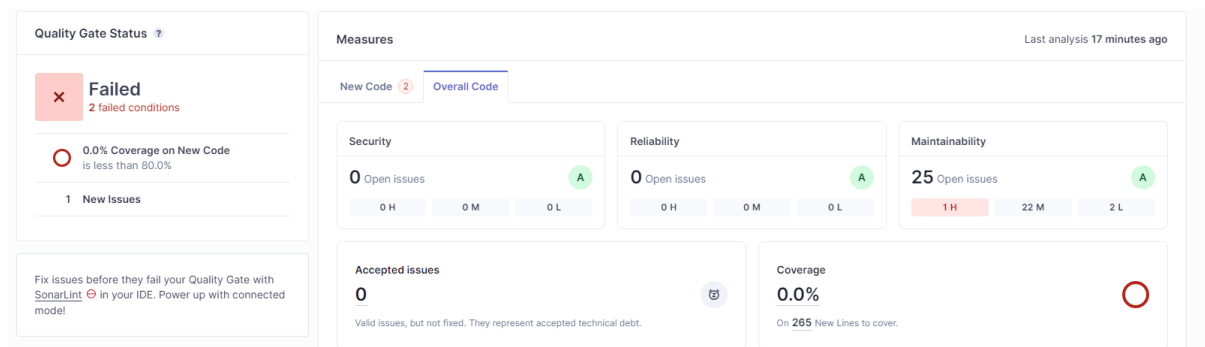 Quality Gate Status ?
Failed
2 failed conditions
0.0% Coverage on New Code
is less than 80.0%
1 New Issues
Fix issues before they fail your Quality Gate with
SonarLint in your IDE. Power up with connected
mode!
Measures
Last analysis 17 minutes ago
New Code 2 Overall Code
Security
0 Open issues A
0 H 0 M 0 L
Reliability
0 Open issues A
0 H 0 M 0 L
Maintainability
25 Open issues A
1 H 22 M 2 L
Accepted issues
0
Valid issues, but not fixed. They represent accepted technical debt.
Coverage
0.0%
On 265 New Lines to cover.